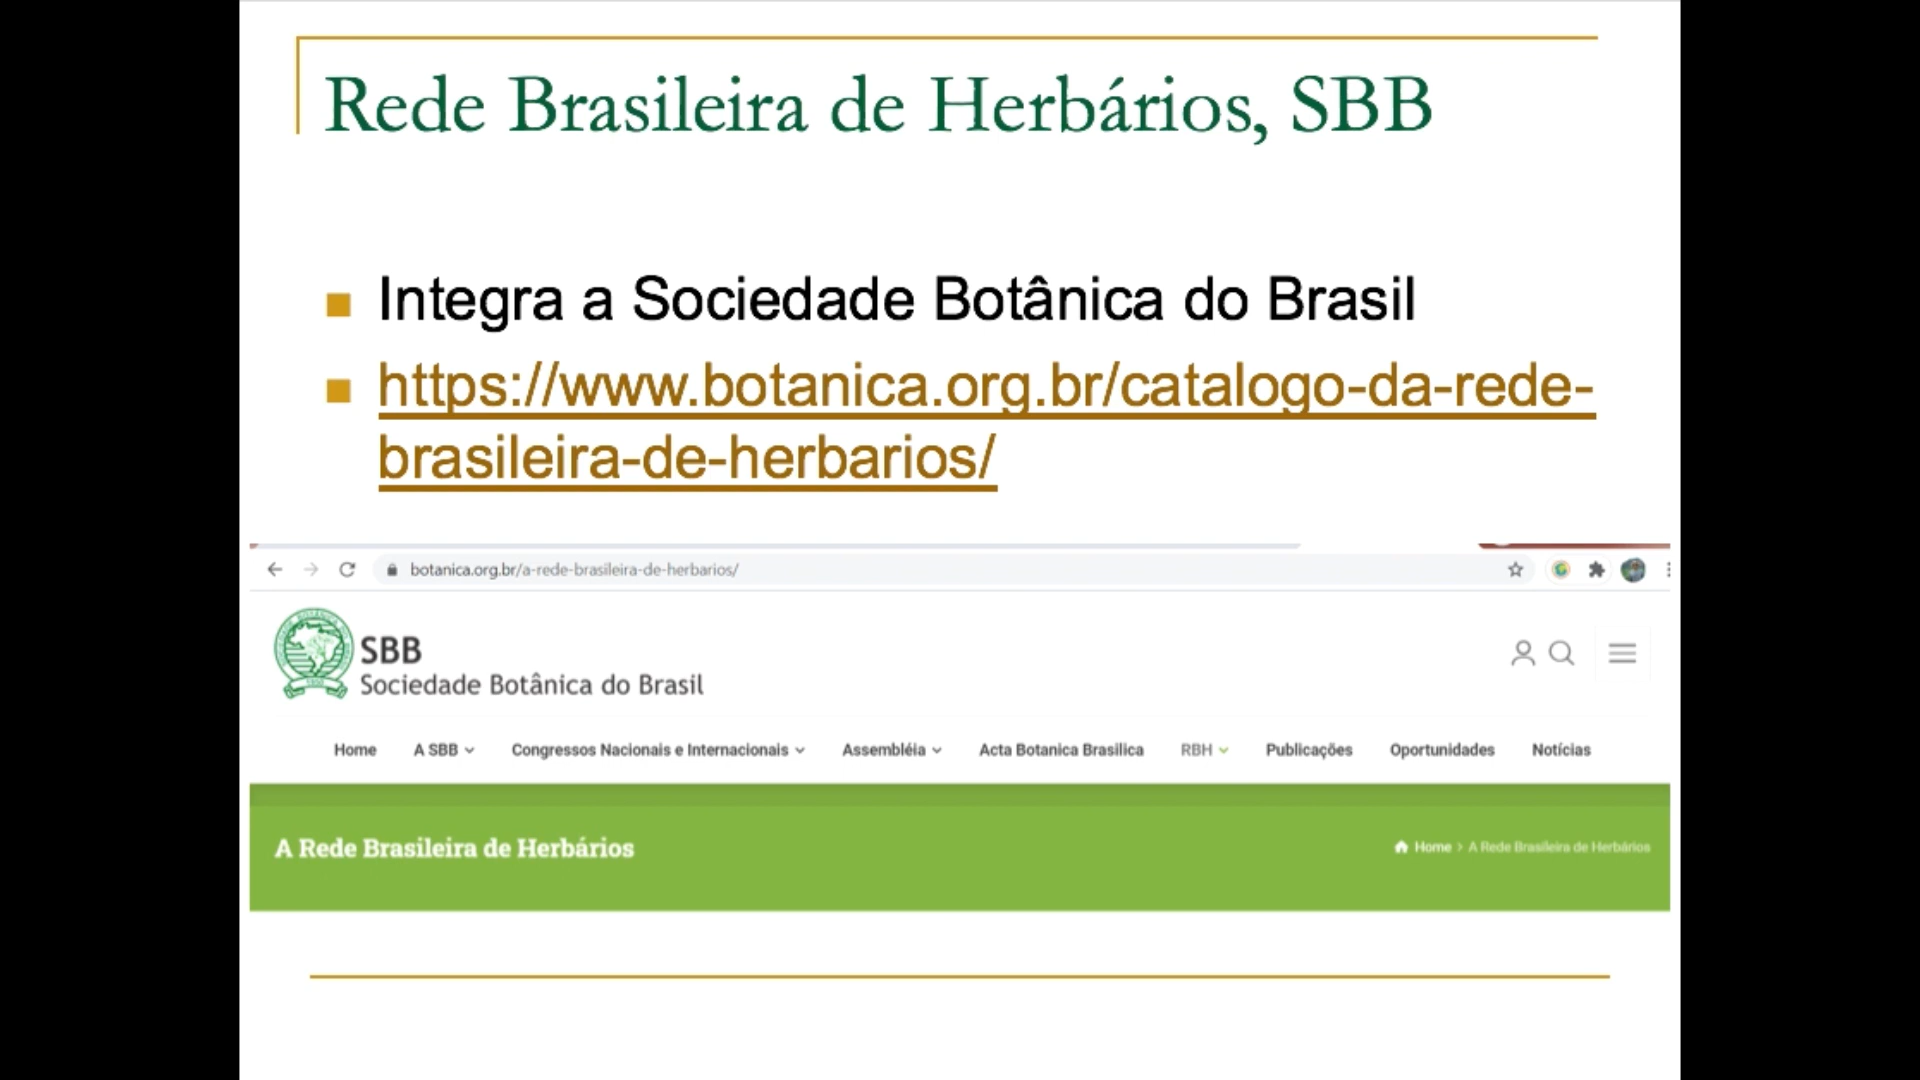 Rede Brasileira de Herbários, SBB
Integra a Sociedade Botânica do Brasil
https://www.botanica.org.br/catalogo-da-rede-
brasileira-de-herbarios/
botanica.org.br/a-rede-brasileira-de-herbarios/
SBB
Sociedade Botânica do Brasil
Home A SBB Congressos Nacionais e Internacionais Assembléia Acta Botanica Brasilica RBH Publicações Oportunidades Notícias
A Rede Brasileira de Herbários Home > A Rede Brasileira de Herbários